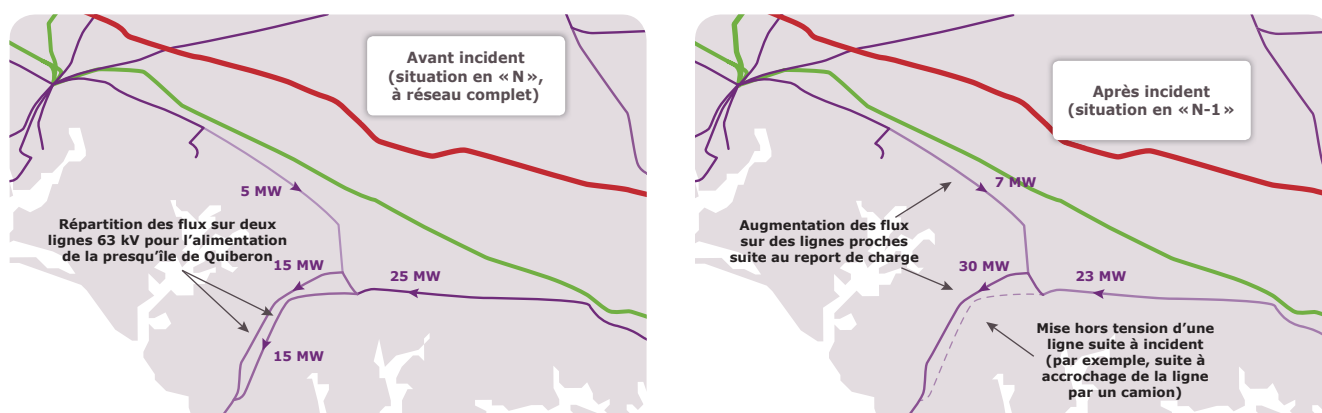 Avant incident
(situation en « N »,
à réseau complet)
5 MW
Répartition des flux sur deux
lignes 63 kV pour l'alimentation
de la presqu'île de Quiberon
15 MW
25 MW
15 MW
Après incident
(situation en «N-1»
7 MW
Augmentation des flux
sur des lignes proches
suite au report de charge
30 MW
23 MW
Mise hors tension d'une
ligne suite à incident
(par exemple, suite à
accrochage de la ligne
par un camion)